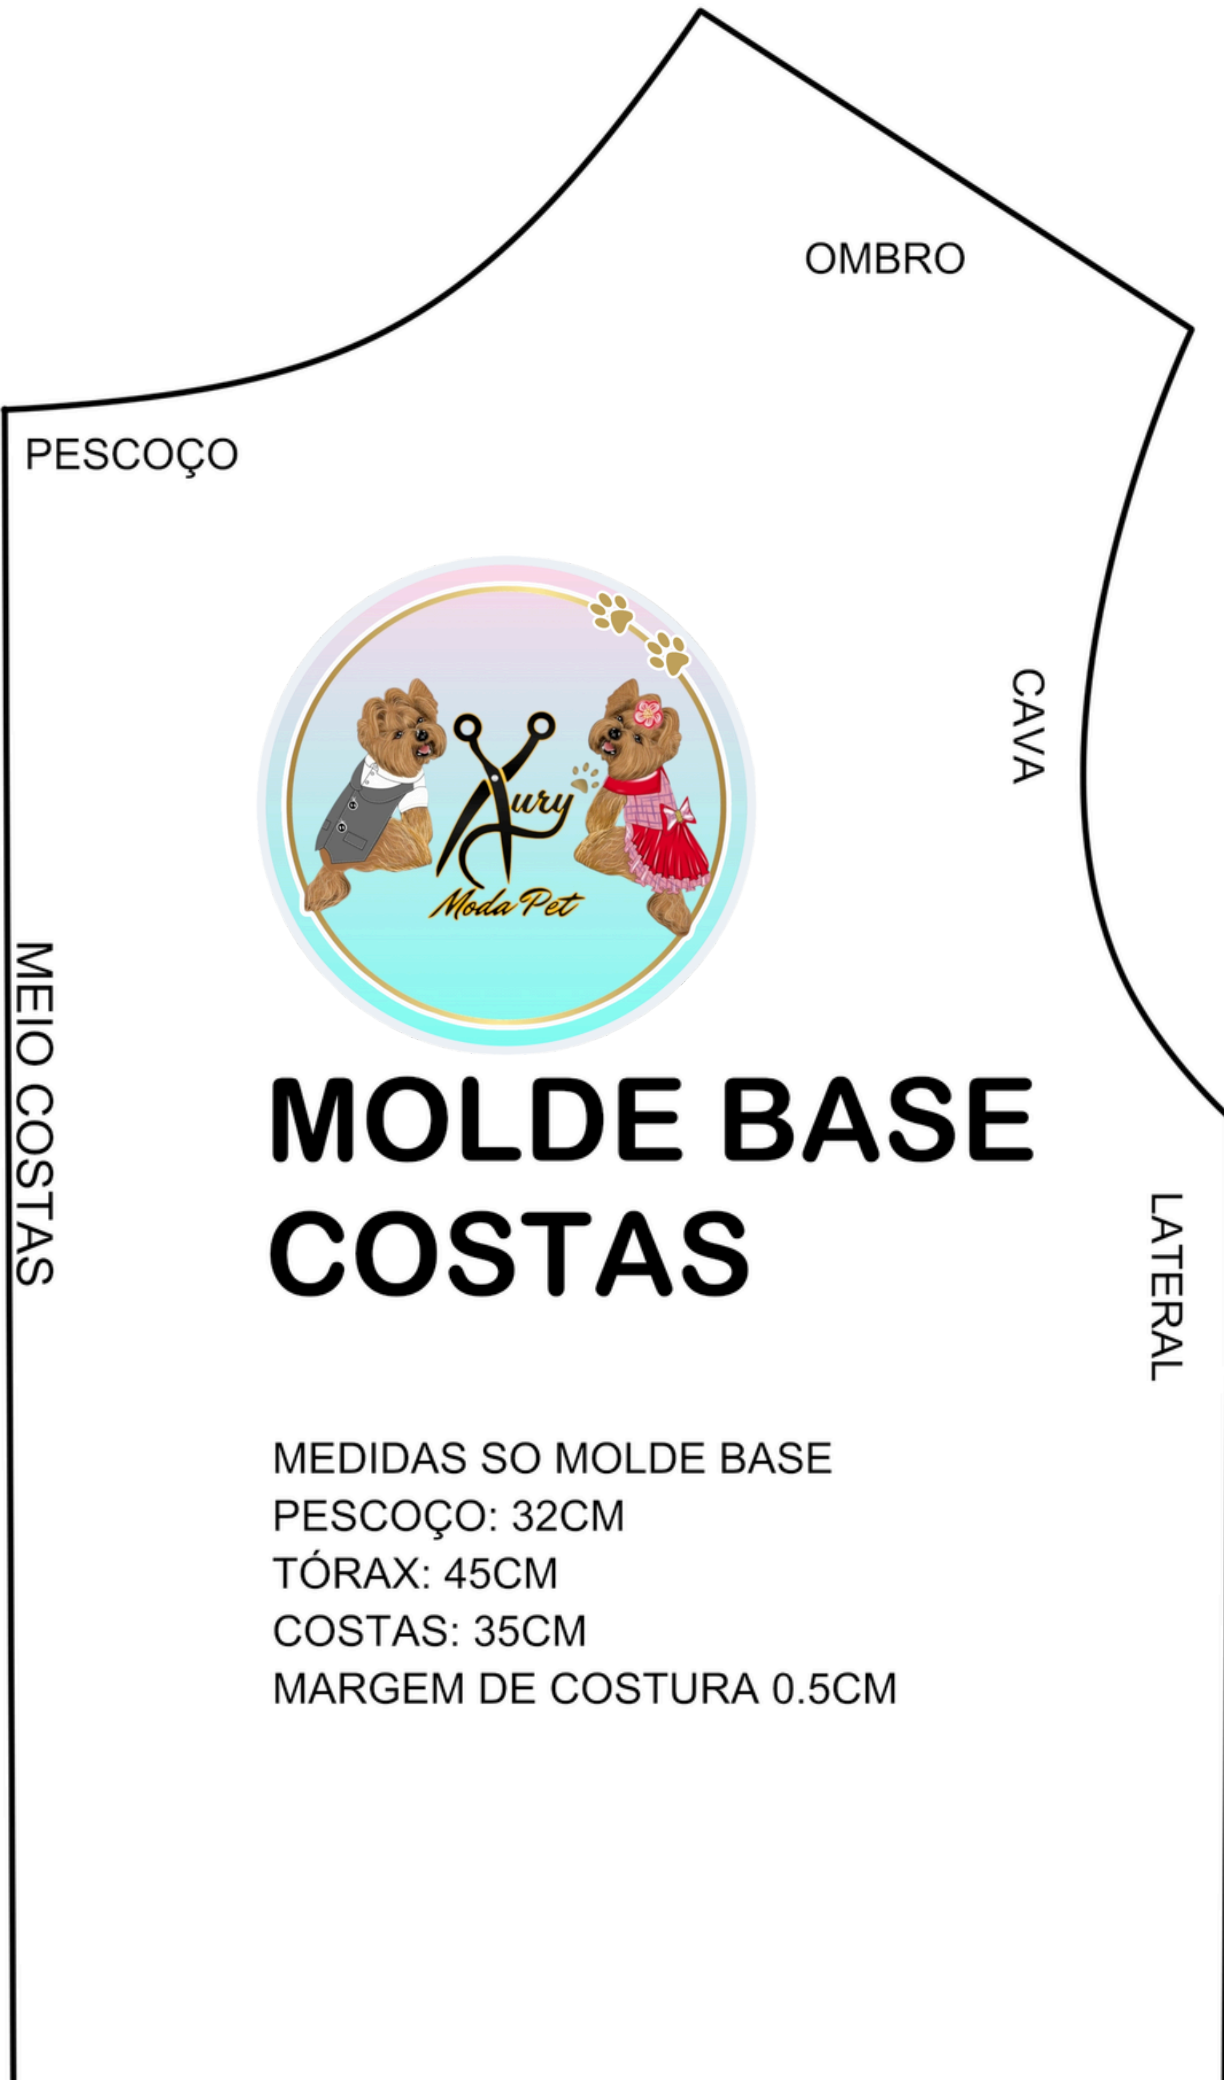 OMBRO
PESCOÇO
CAVA
Xury
Moda Pet
MEIO COSTAS
MOLDE BASE
COSTAS
LATERAL
MEDIDAS SO MOLDE BASE
PESCOÇO: 32CM
TÓRAX: 45CM
COSTAS: 35CM
MARGEM DE COSTURA 0.5CM